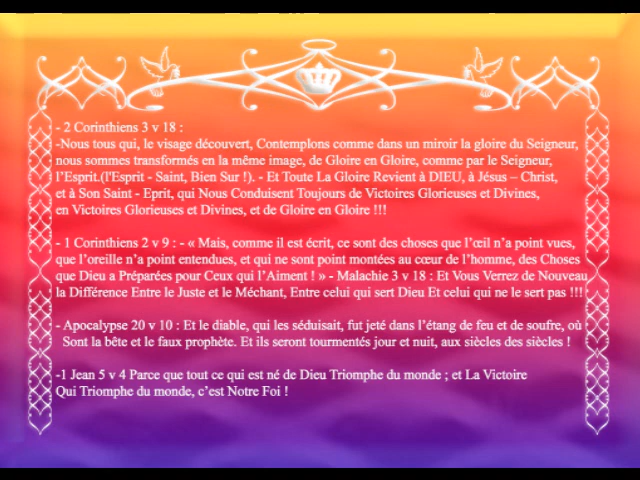 - 2 Corinthiens 3 v 18 :
-Nous tous qui, le visage découvert, Contemplons comme dans un miroir la gloire du Seigneur,
nous sommes transformés en la même image, de Gloire en Gloire, comme par le Seigneur,
l'Esprit.(l'Esprit - Saint, Bien Sur !). - Et Toute La Gloire Revient à DIEU, à Jésus – Christ,
et à Son Saint - Eprit, qui Nous Conduisent Toujours de Victoires Glorieuses et Divines,
en Victoires Glorieuses et Divines, et de Gloire en Gloire !!!
- 1 Corinthiens 2 v 9 : - « Mais, comme il est écrit, ce sont des choses que l'œil n'a point vues,
que l'oreille n'a point entendues, et qui ne sont point montées au cœur de l'homme, des Choses
que Dieu a Préparées pour Ceux qui l'Aiment ! » - Malachie 3 v 18 : Et Vous Verrez de Nouveau
la Différence Entre le Juste et le Méchant, Entre celui qui sert Dieu Et celui qui ne le sert pas !!!
- Apocalypse 20 v 10 : Et le diable, qui les séduisait, fut jeté dans l'étang de feu et de soufre, où
Sont la bête et le faux prophète. Et ils seront tourmentés jour et nuit, aux siècles des siècles !
-1 Jean 5 v 4 Parce que tout ce qui est né de Dieu Triomphe du monde ; et La Victoire
Qui Triomphe du monde, c'est Notre Foi !